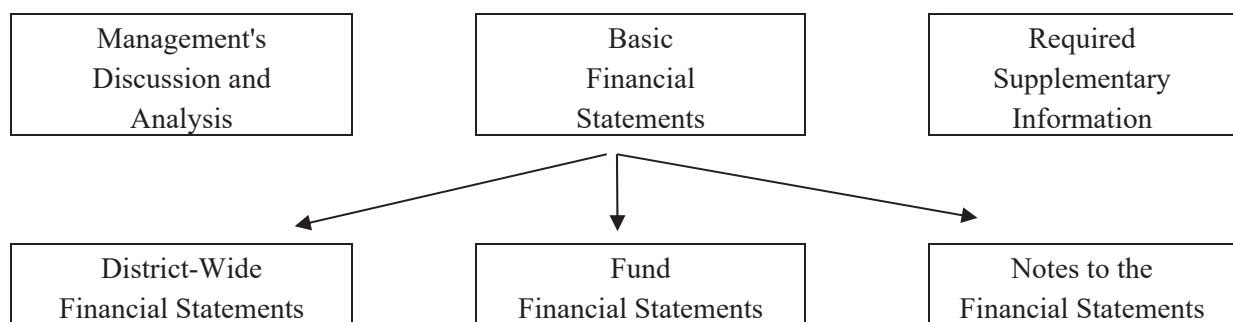 Management's
Discussion and
Analysis
Basic
Financial
Statements
Required
Supplementary
Information
District-Wide
Financial Statements
Fund
Financial Statements
Notes to the
Financial Statements